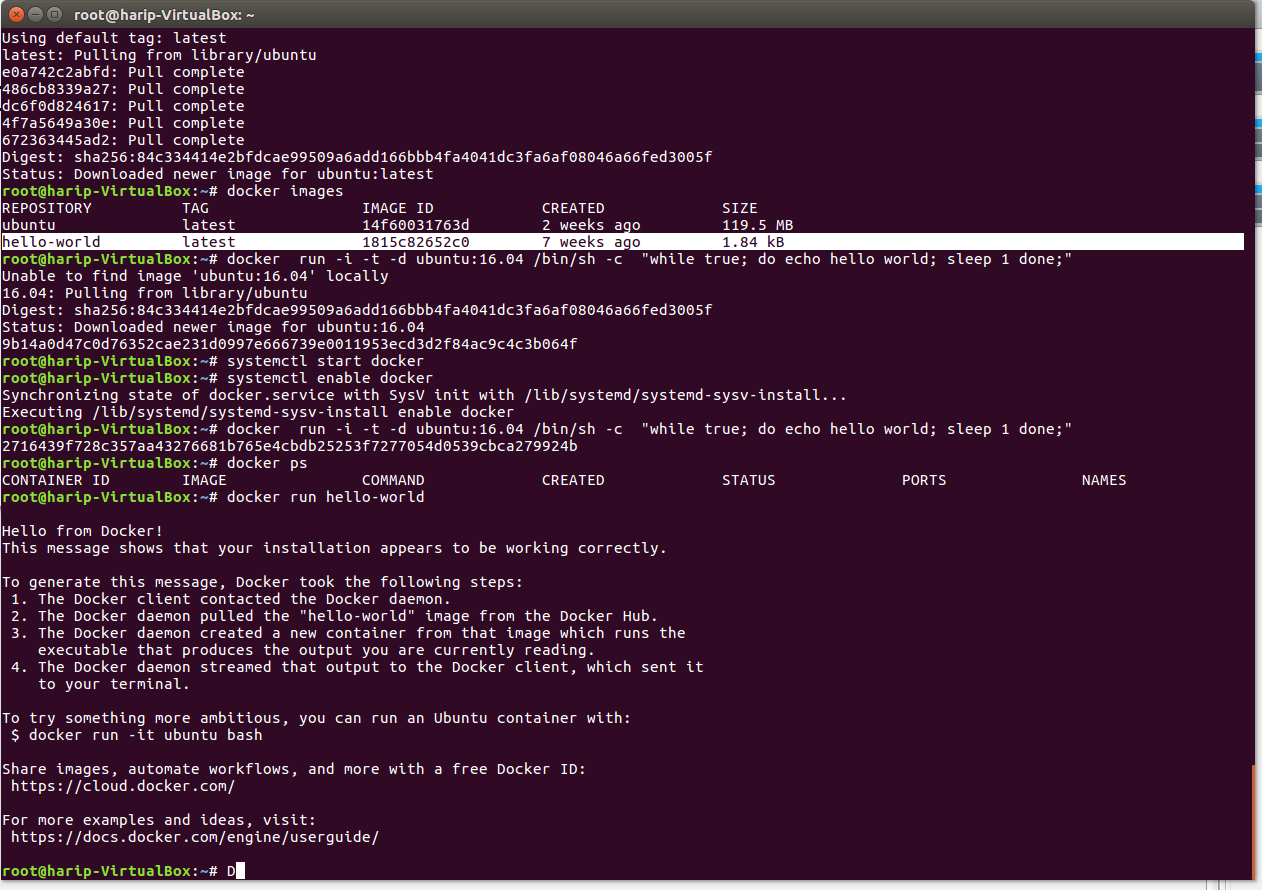 root@harip-VirtualBox: ~
Using default tag: latest
latest: Pulling from library/ubuntu
e0a742c2abfd: Pull complete
486cb8339a27: Pull complete
dc6f0d824617: Pull complete
4f7a5649a30e: Pull complete
672363445ad2: Pull complete
Digest: sha256:84c334414e2bfdcae99509a6add166bbb4fa4041dc3fa6af08046a66fed3005f
Status: Downloaded newer image for ubuntu:latest
root@harip-VirtualBox:~# docker images
REPOSITORY          TAG                 IMAGE ID            CREATED             SIZE
ubuntu              latest              14f60031763d        2 weeks ago         119.5 MB
hello-world         latest              1815c82652c0        7 weeks ago         1.84 kB
root@harip-VirtualBox:~# docker  run -i -t -d ubuntu:16.04 /bin/sh -c  "while true; do echo hello world; sleep 1 done;"
Unable to find image 'ubuntu:16.04' locally
16.04: Pulling from library/ubuntu
Digest: sha256:84c334414e2bfdcae99509a6add166bbb4fa4041dc3fa6af08046a66fed3005f
Status: Downloaded newer image for ubuntu:16.04
9b14a0d47c0d76352cae231d0997e666739e0011953ecd3d2f84ac9c4c3b064f
root@harip-VirtualBox:~# systemctl start docker
root@harip-VirtualBox:~# systemctl enable docker
Synchronizing state of docker.service with SysV init with /lib/systemd/systemd-sysv-install...
Executing /lib/systemd/systemd-sysv-install enable docker
root@harip-VirtualBox:~# docker  run -i -t -d ubuntu:16.04 /bin/sh -c  "while true; do echo hello world; sleep 1 done;"
2716439f728c357aa43276681b765e4cbdb25253f7277054d0539cbca279924b
root@harip-VirtualBox:~# docker ps
CONTAINER ID        IMAGE               COMMAND             CREATED             STATUS              PORTS               NAMES
root@harip-VirtualBox:~# docker run hello-world

Hello from Docker!
This message shows that your installation appears to be working correctly.

To generate this message, Docker took the following steps:
 1. The Docker client contacted the Docker daemon.
 2. The Docker daemon pulled the "hello-world" image from the Docker Hub.
 3. The Docker daemon created a new container from that image which runs the
    executable that produces the output you are currently reading.
 4. The Docker daemon streamed that output to the Docker client, which sent it
    to your terminal.

To try something more ambitious, you can run an Ubuntu container with:
 $ docker run -it ubuntu bash

Share images, automate workflows, and more with a free Docker ID:
 https://cloud.docker.com/

For more examples and ideas, visit:
 https://docs.docker.com/engine/userguide/

root@harip-VirtualBox:~# D